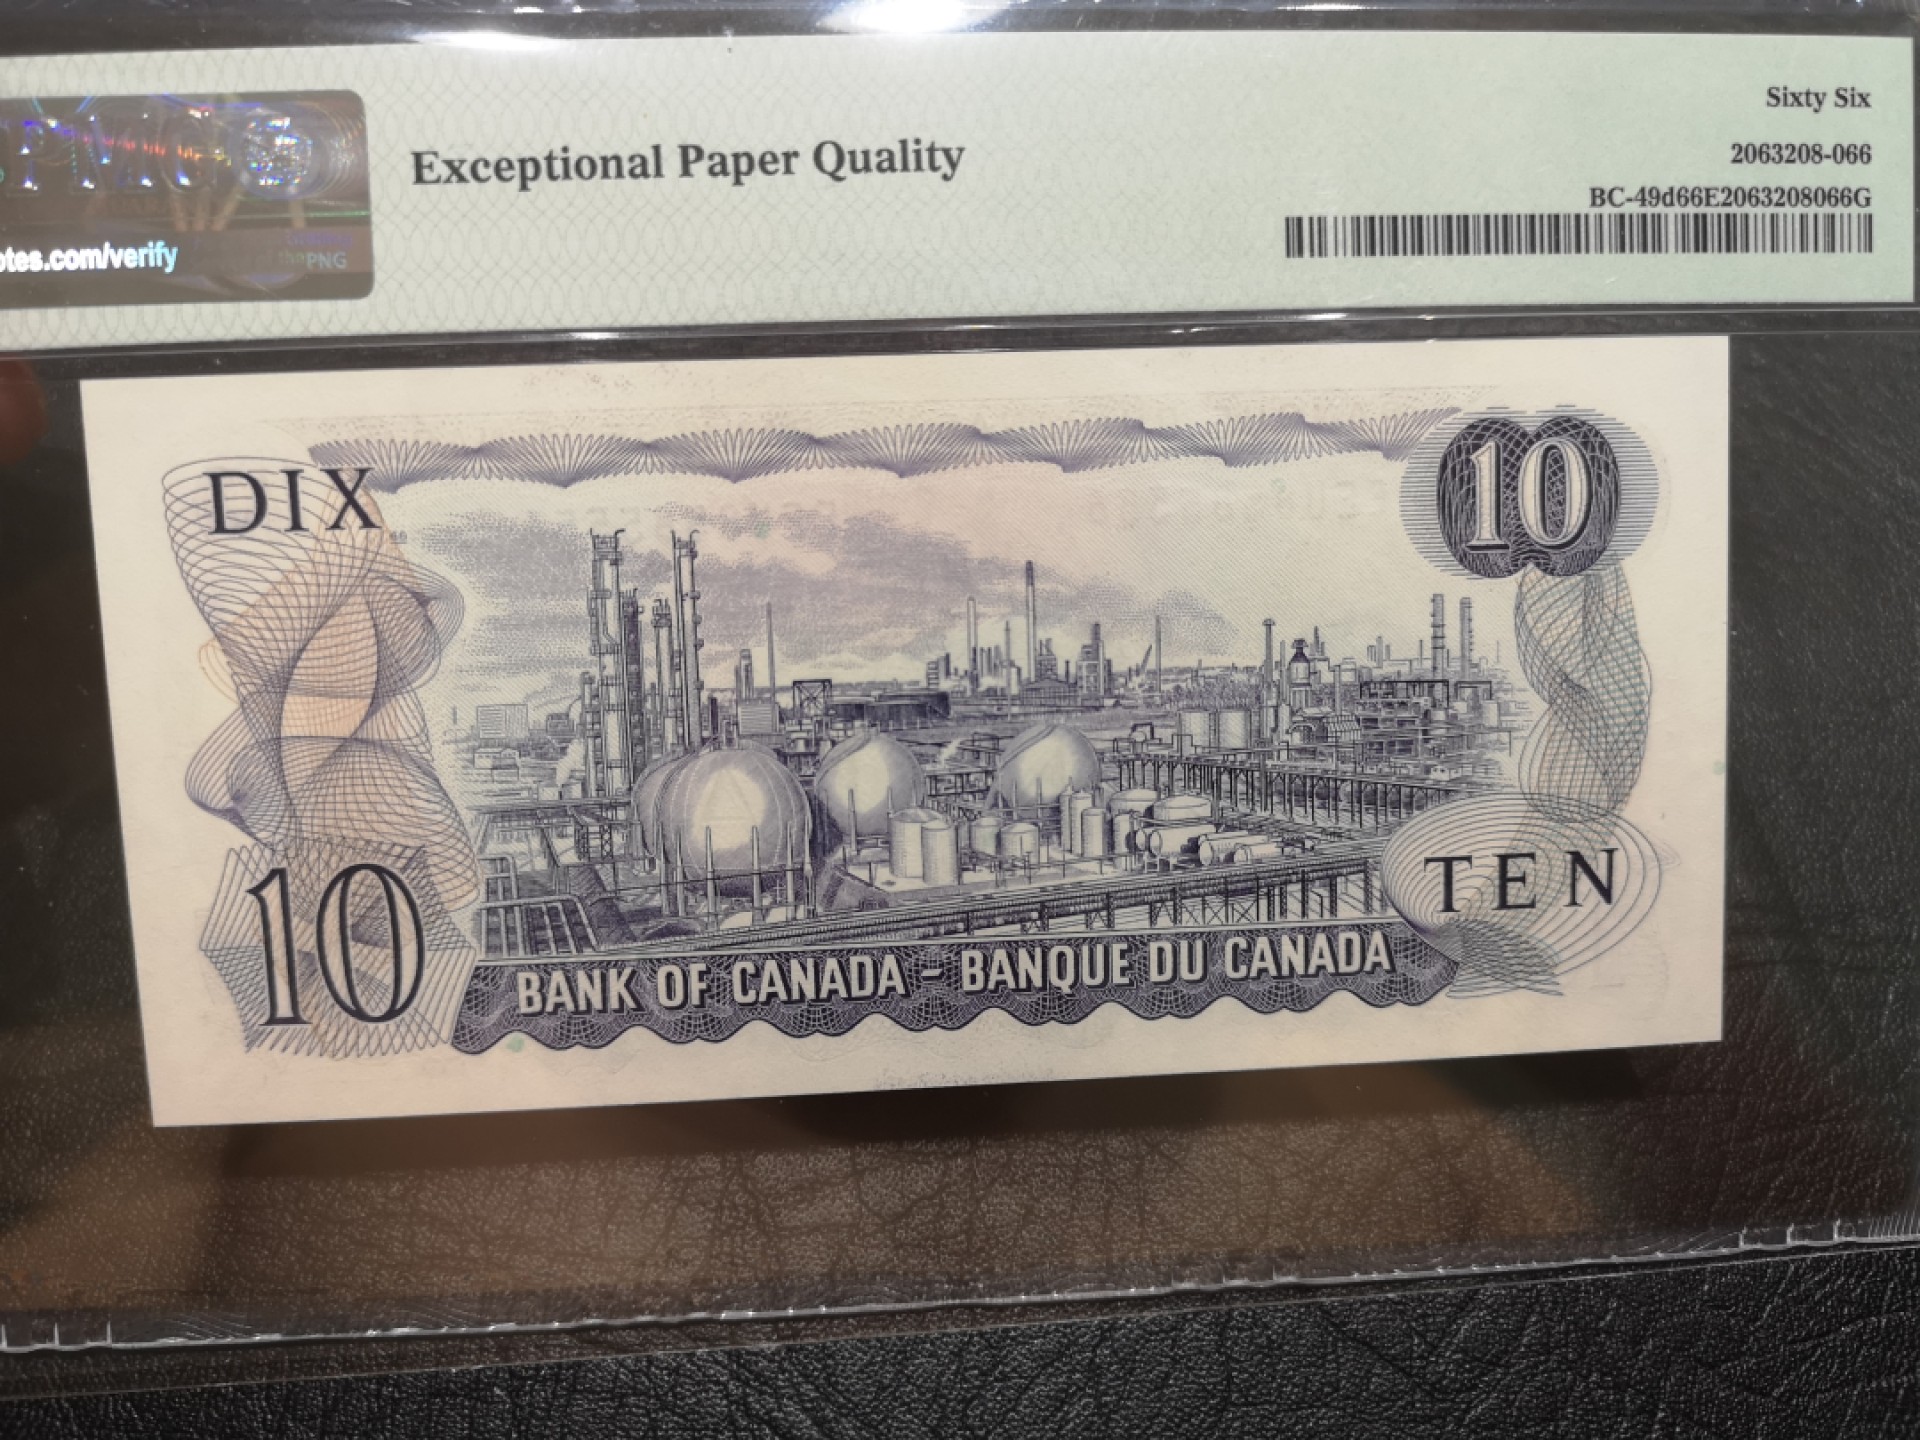 Sixty Six
2063208-066
BC-49d66E2063208066G
Exceptional Paper Quality
PMG
otes.com/verify
PNG
DIX
10
10
TEN
BANK OF CANADA - BANQUE DU CANADA